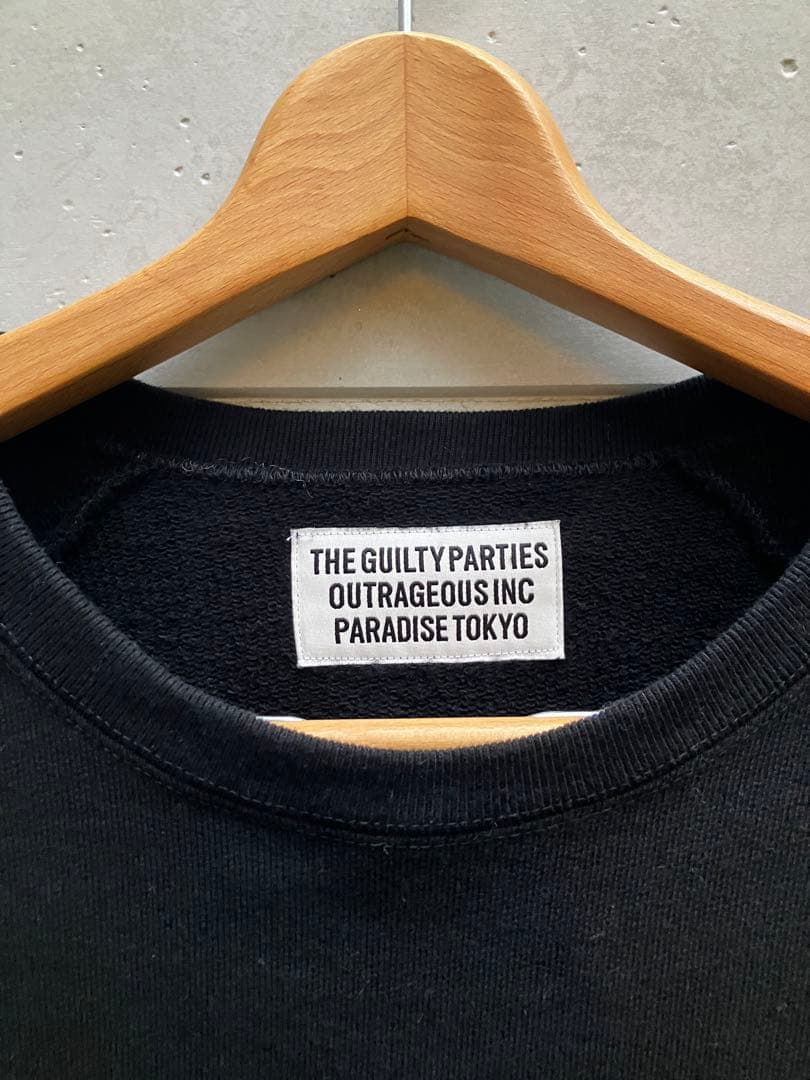 THE GUILTY PARTIES
OUTRAGEOUS INC
PARADISE TOKYO